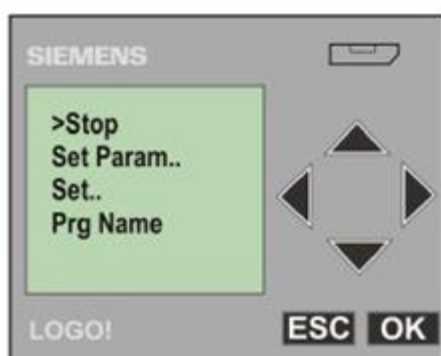 SIEMENS
>Stop
Set Param..
Set..
Prg Name
LOGO!
ESC OK